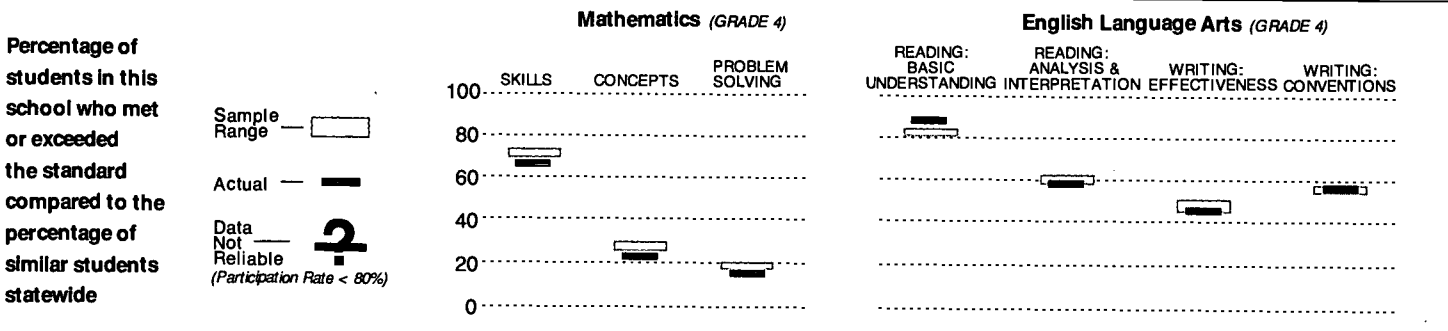 Mathematics (GRADE 4)
English Language Arts (GRADE 4)
Percentage of
students in this
school who met
or exceeded
the standard
compared to the
percentage of
similar students
statewide
Sample
Range
Actual
Data
Not
Reliable
?
(Participation Rate < 80%)
SKILLS
CONCEPTS
PROBLEM
SOLVING
100
80
60
40
20
0
READING:
BASIC
UNDERSTANDING
READING:
ANALYSIS &
INTERPRETATION
WRITING:
EFFECTIVENESS
WRITING:
CONVENTIONS